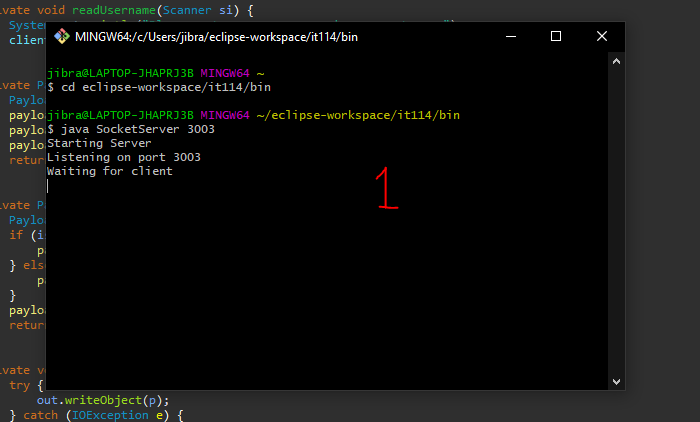 ivate void readUsername(Scanner si) {
System
client
MINGW64:/c/Users/jibra/eclipse-workspace/it114/bin
jibra@LAPTOP-JHAPRJ3B MINGW64 ~
$ cd eclipse-workspace/it114/bin
jibra@LAPTOP-JHAPRJ3B MINGW64 ~/eclipse-workspace/it114/bin
$ java SocketServer 3003
Starting Server
Listening on port 3003
Waiting for client
1
ivate P
Paylo
paylo
paylo
paylo
retur
ivate P
Paylo
if (i
pa
} els
pa
}
paylo
retur
ivate v
try {
out.writeObject(p);
} catch (IOException e) {